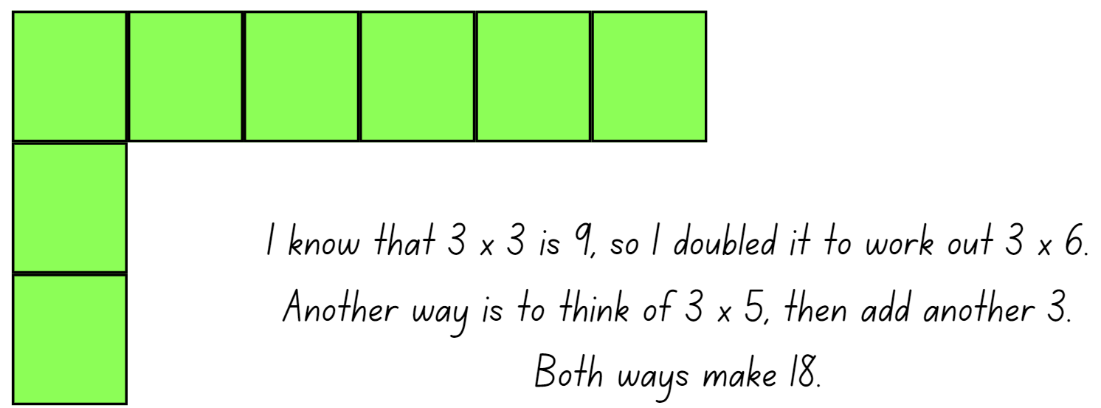 I know that 3 x 3 is 9, so I doubled it to work out 3 x 6.
Another way is to think of 3 x 5, then add another 3.
Both ways make 18.